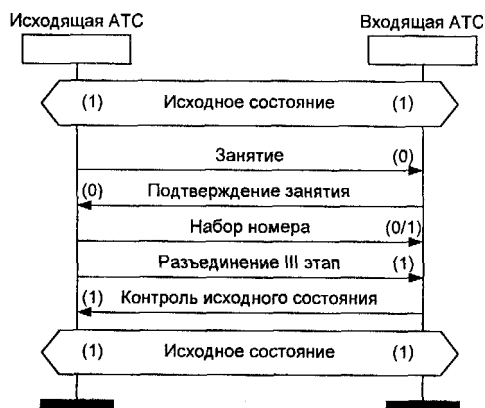 Исходящая АТС Входящая АТС
(1) Исходное состояние (1)
Занятие (0)
(0) Подтверждение занятия
Набор номера (0/1)
Разъединение III этап (1)
(1) Контроль исходного состояния
(1) Исходное состояние (1)